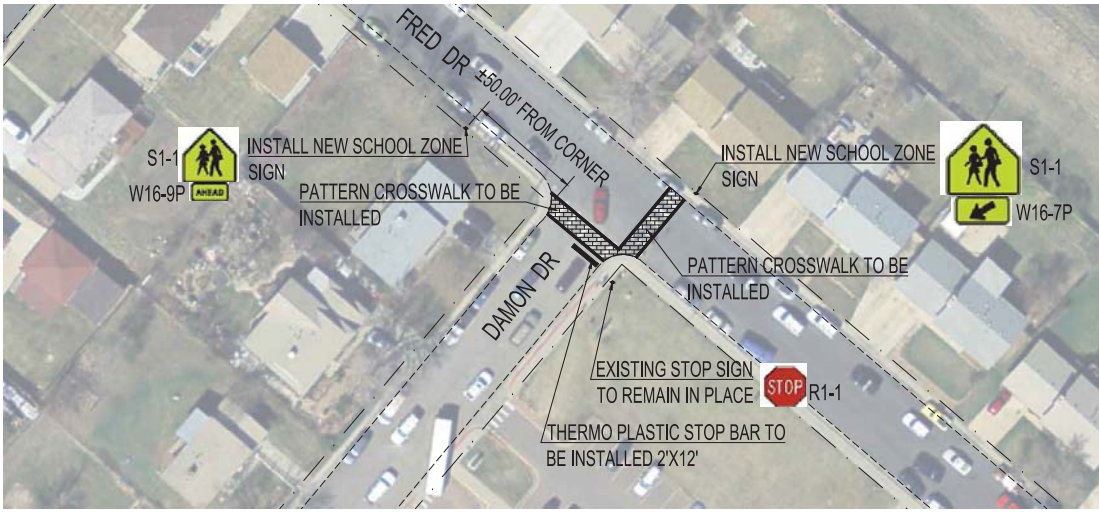 FRED DR
±50.00' FROM CORNER
S1-1
W16-9P
AHEAD
INSTALL NEW SCHOOL ZONE
SIGN
PATTERN CROSSWALK TO BE
INSTALLED
INSTALL NEW SCHOOL ZONE
SIGN
S1-1
W16-7P
PATTERN CROSSWALK TO BE
INSTALLED
DAMON DR
EXISTING STOP SIGN
TO REMAIN IN PLACE
STOP
R1-1
THERMO PLASTIC STOP BAR TO
BE INSTALLED 2'X12'